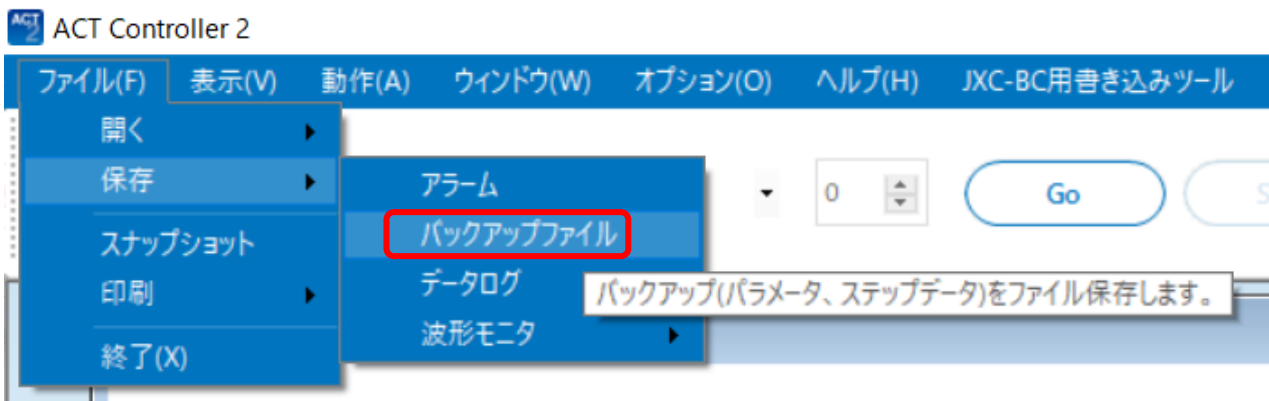 ACT 2 ACT Controller 2
ファイル(F) 表示(V) 動作(A) ウィンドウ(W) オプション(O) ヘルプ(H) JXC-BC用書き込みツール
開く
保存
スナップショット
印刷
終了(X)
アラーム
バックアップファイル
データログ
波形モニタ
バックアップ(パラメータ、ステップデータ)をファイル保存します。
0
Go
S